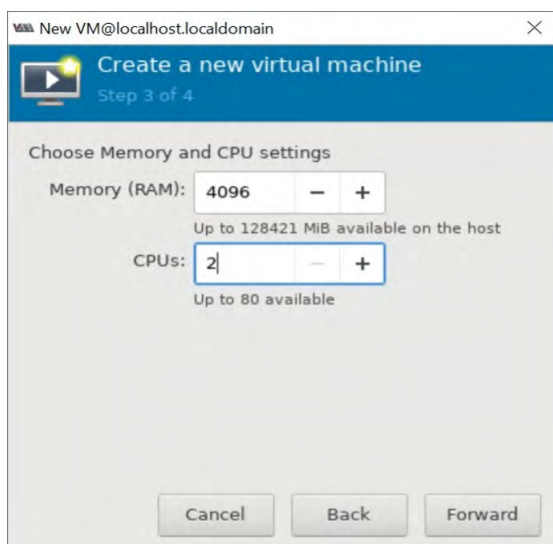 New VM@localhost.localdomain
Create a new virtual machine
Step 3 of 4
Choose Memory and CPU settings
Memory (RAM): 4096 − +
Up to 128421 MiB available on the host
CPUs: 2 − +
Up to 80 available
Cancel Back Forward